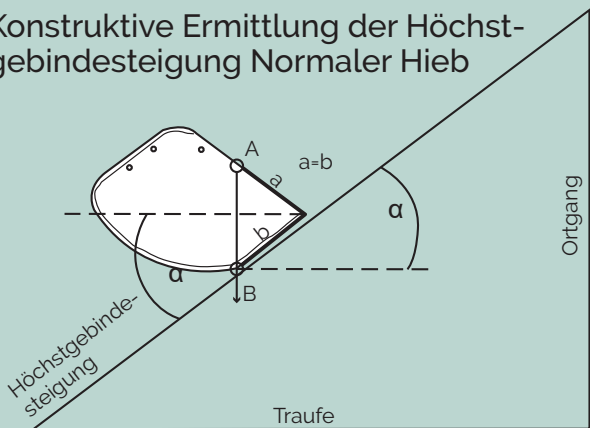 Konstruktive Ermittlung der Höchst-
gebindesteigung Normaler Hieb
A
a=b
a
b
α
α
B
Ortgang
Höchstgebinde-
steigung
Traufe